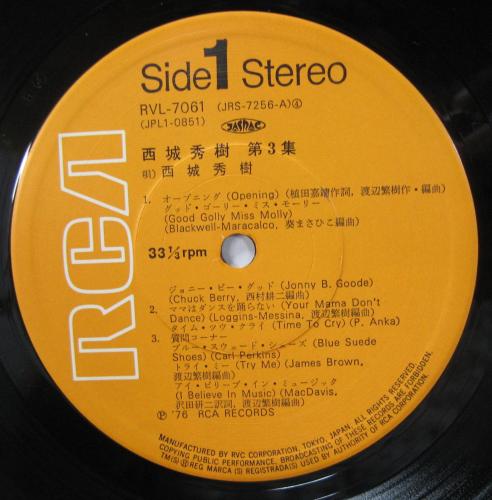 RCA
Side 1 Stereo
RVL-7061 (JRS-7256-A)④
(JPL1-0851)
JASRAC
西城秀樹 第3集
唄)西城秀樹
1. オープニング (Opening) (植田嘉靖作詞, 渡辺繁樹作・編曲)
グッド・ゴーリー・ミス・モーリー
(Good Golly Miss Molly)
(Blackwell-Maracalco, 葵まさひこ編曲)
33⅓rpm
ジョニー・ビー・グッド (Jonny B. Goode)
(Chuck Berry, 西村耕二編曲)
2. ママはダンスを踊らない (Your Mama Don't
Dance) (Loggins-Messina, 渡辺繁樹編曲)
タイム・ツウ・クライ (Time To Cry) (P. Anka)
3. 質問コーナー
ブルー・スウェード・シューズ (Blue Suede
Shoes) (Carl Perkins)
トライ・ミー (Try Me) (James Brown,
渡辺繁樹編曲)
アイ・ビリーブ・イン・ミュージック
(I Believe In Music) (MacDavis,
沢田耕二訳詞, 渡辺繁樹編曲)
Ⓟ '76 RCA RECORDS
MANUFACTURED BY RVC CORPORATION, TOKYO, JAPAN. ALL RIGHTS RESERVED.
COPYING PUBLIC PERFORMANCE, BROADCASTING OF THESE RECORDS ARE FORBIDDEN.
TM(S)® REG MARCA (S) REGISTRADA(S) USED BY AUTHORITY OF RCA CORPORATION.